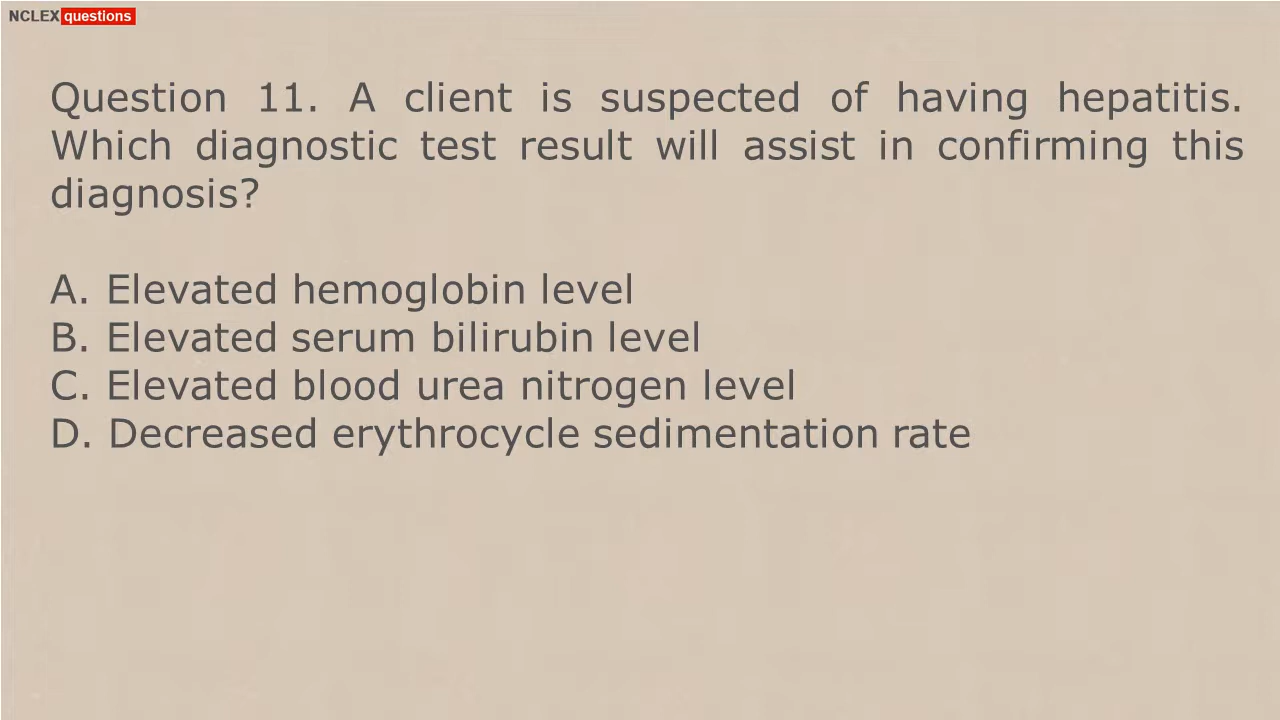 NCLEX questions
Question 11. A client is suspected of having hepatitis.
Which diagnostic test result will assist in confirming this
diagnosis?
A. Elevated hemoglobin level
B. Elevated serum bilirubin level
C. Elevated blood urea nitrogen level
D. Decreased erythrocycle sedimentation rate